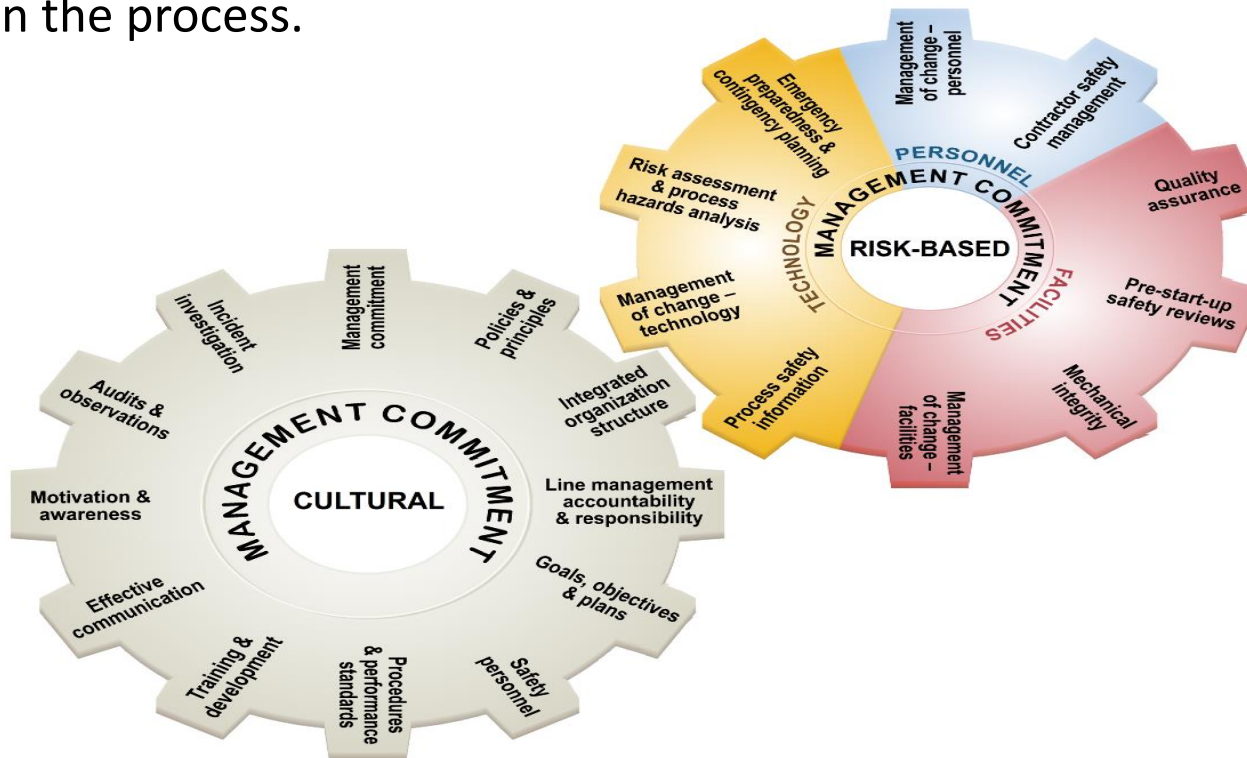 n the process.
Management
of change –
personnel
Contractor safety
management
Quality
assurance
Pre-start-up
safety reviews
Mechanical
integrity
Management
of change –
facilities
Process safety
information
Management
of change –
technology
Risk assessment
& process
hazards analysis
Emergency
preparedness &
contingency planning
PERSONNEL
FACILITIES
TECHNOLOGY
MANAGEMENT COMMITMENT
RISK-BASED
Management
commitment
Policies &
principles
Integrated
organization
structure
Line management
accountability
& responsibility
Goals, objectives
& plans
Safety
personnel
Procedures
& performance
standards
Training &
development
Effective
communication
Motivation &
awareness
Audits &
observations
Incident
investigation
MANAGEMENT COMMITMENT
CULTURAL